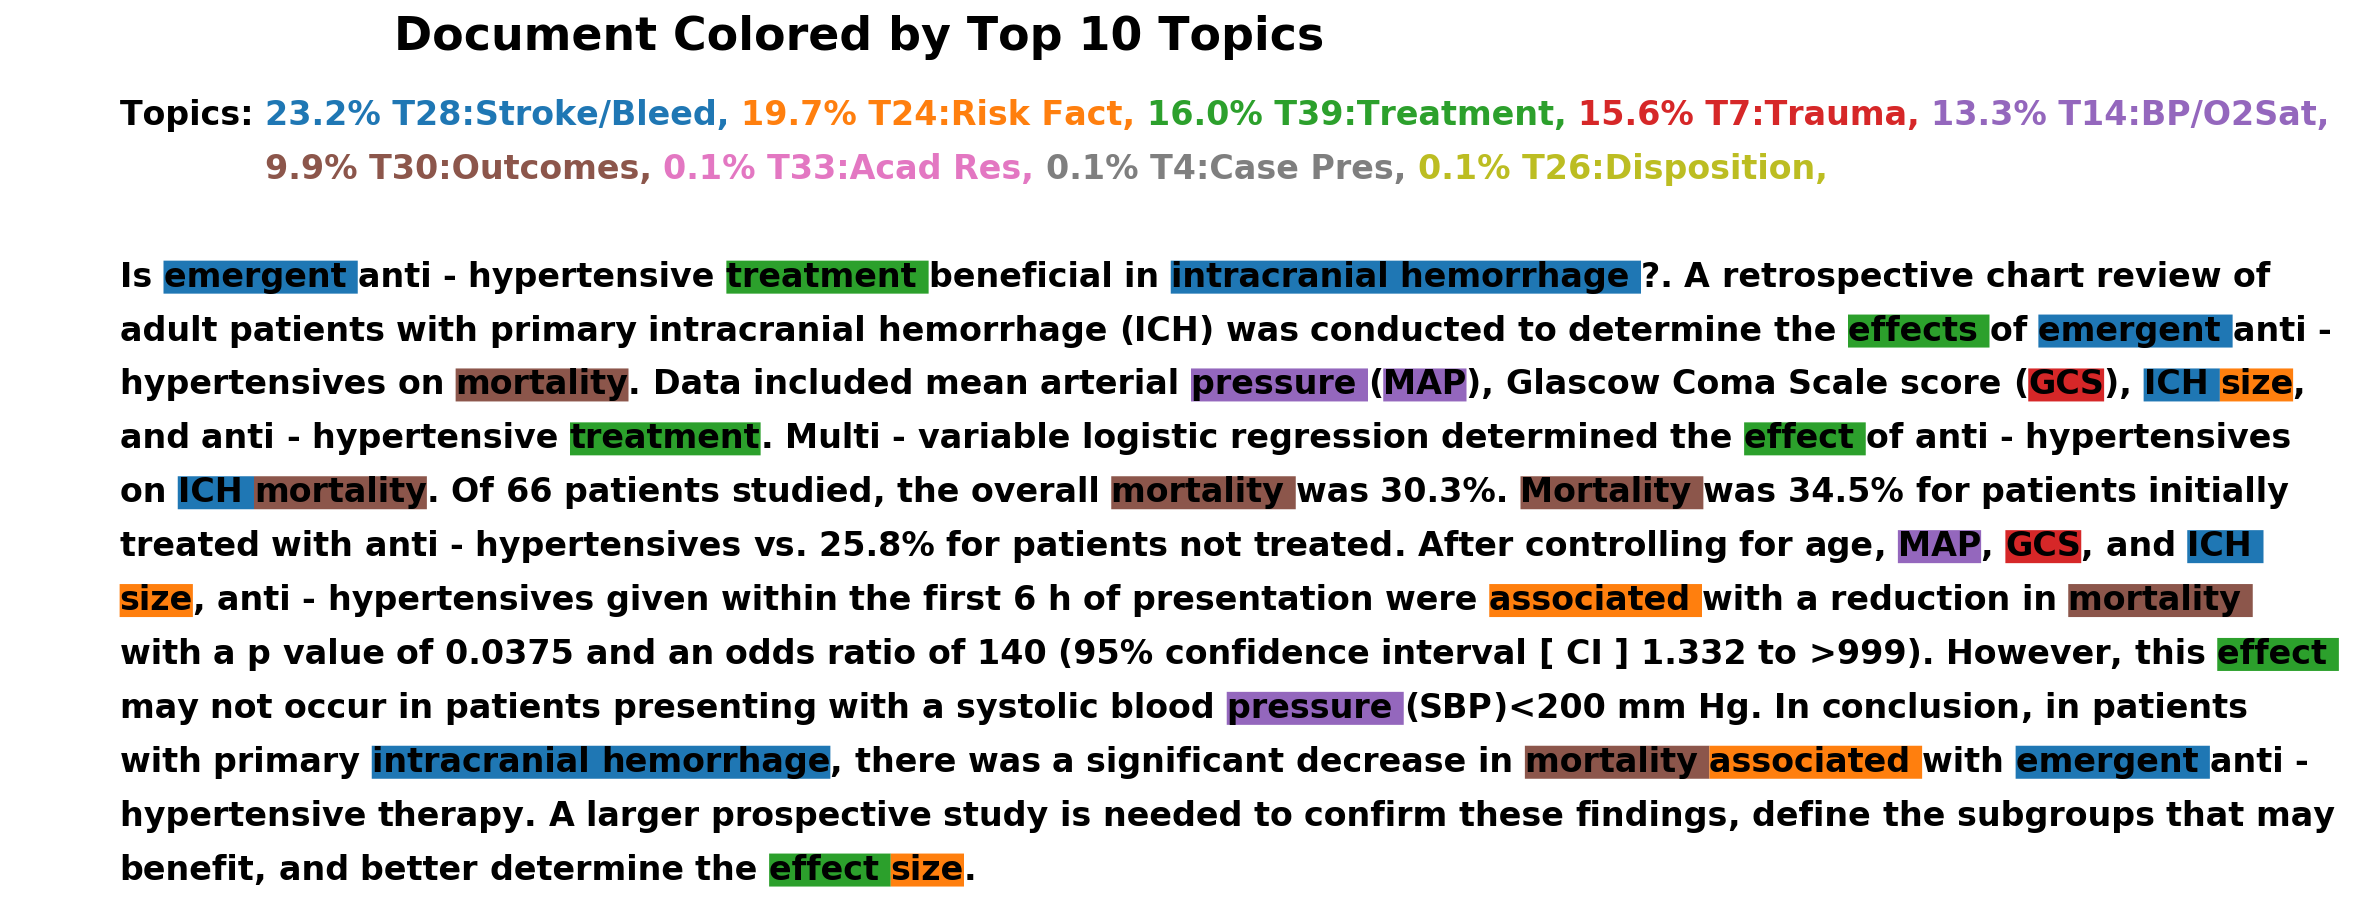 Document Colored by Top 10 Topics
Topics: 23.2% T28:Stroke/Bleed, 19.7% T24:Risk Fact, 16.0% T39:Treatment, 15.6% T7:Trauma, 13.3% T14:BP/O2Sat,
9.9% T30:Outcomes, 0.1% T33:Acad Res, 0.1% T4:Case Pres, 0.1% T26:Disposition,
Is emergent anti - hypertensive treatment beneficial in intracranial hemorrhage ?. A retrospective chart review of
adult patients with primary intracranial hemorrhage (ICH) was conducted to determine the effects of emergent anti -
hypertensives on mortality. Data included mean arterial pressure (MAP), Glascow Coma Scale score (GCS), ICH size,
and anti - hypertensive treatment. Multi - variable logistic regression determined the effect of anti - hypertensives
on ICH mortality. Of 66 patients studied, the overall mortality was 30.3%. Mortality was 34.5% for patients initially
treated with anti - hypertensives vs. 25.8% for patients not treated. After controlling for age, MAP, GCS, and ICH
size, anti - hypertensives given within the first 6 h of presentation were associated with a reduction in mortality
with a p value of 0.0375 and an odds ratio of 140 (95% confidence interval [ CI ] 1.332 to >999). However, this effect
may not occur in patients presenting with a systolic blood pressure (SBP)<200 mm Hg. In conclusion, in patients
with primary intracranial hemorrhage, there was a significant decrease in mortality associated with emergent anti -
hypertensive therapy. A larger prospective study is needed to confirm these findings, define the subgroups that may
benefit, and better determine the effect size.